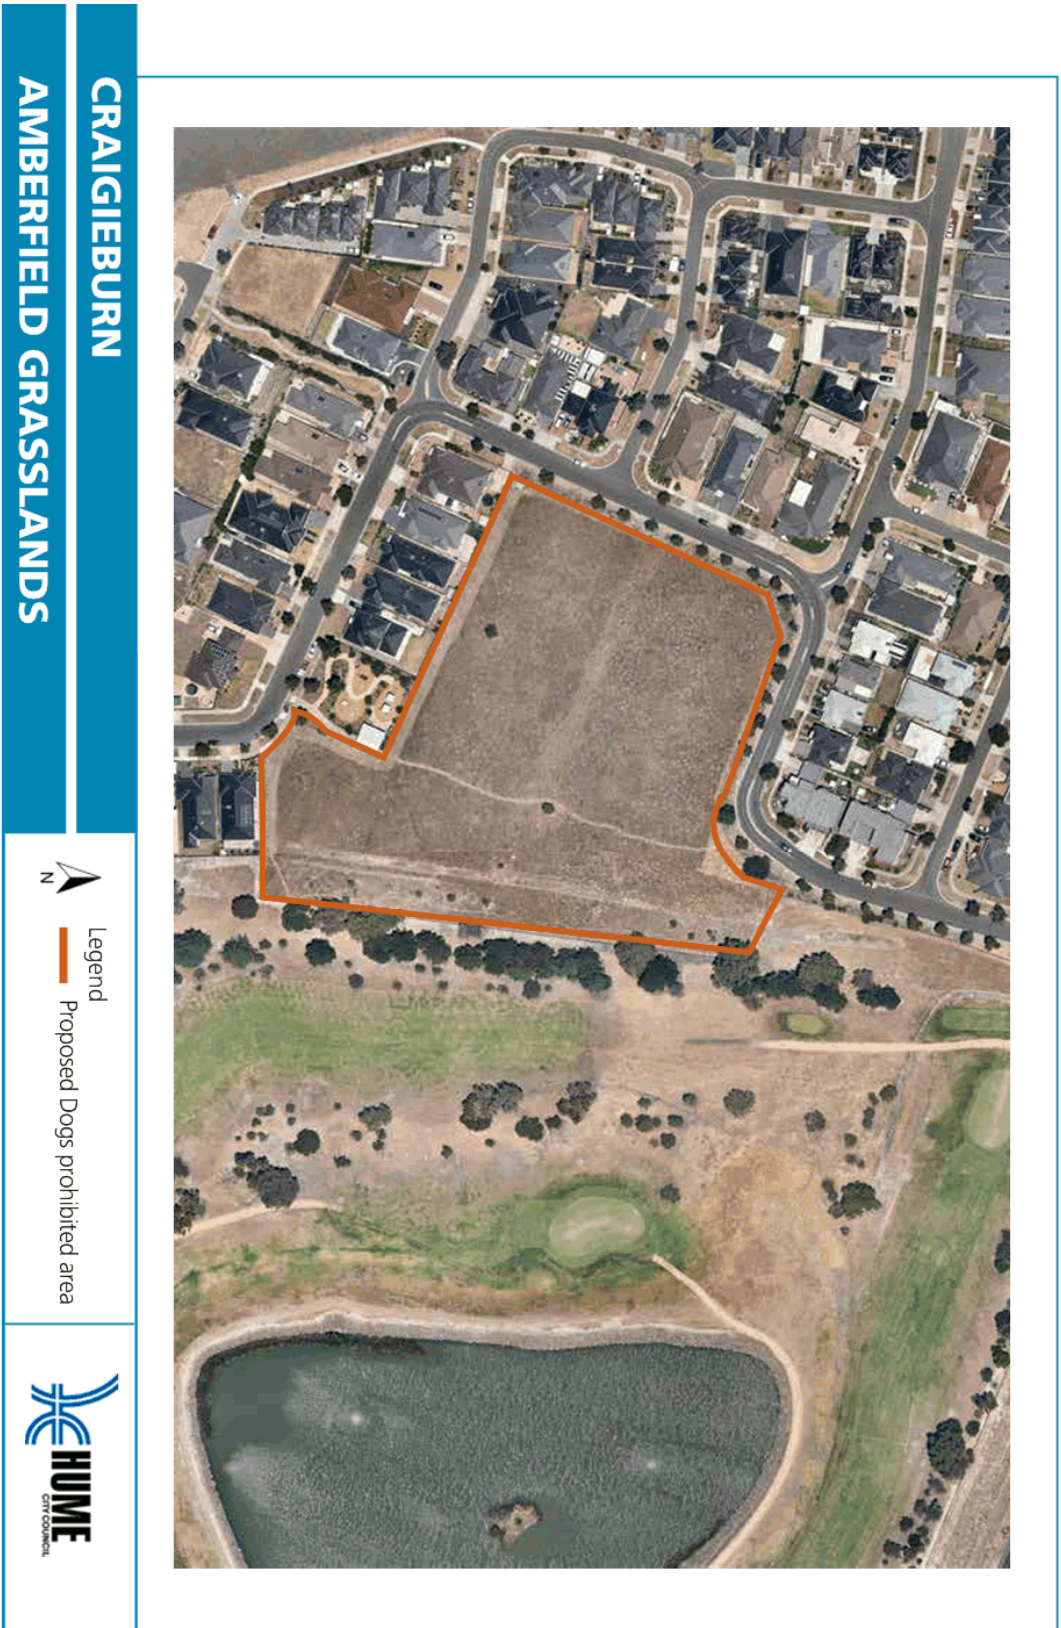 CRAIGIEBURN
AMBERFIELD GRASSLANDS
N
Legend
Proposed Dogs prohibited area
HUME
CITY COUNCIL